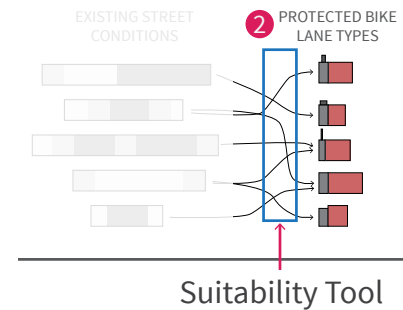 EXISTING STREET
CONDITIONS
2
PROTECTED BIKE
LANE TYPES
Suitability Tool